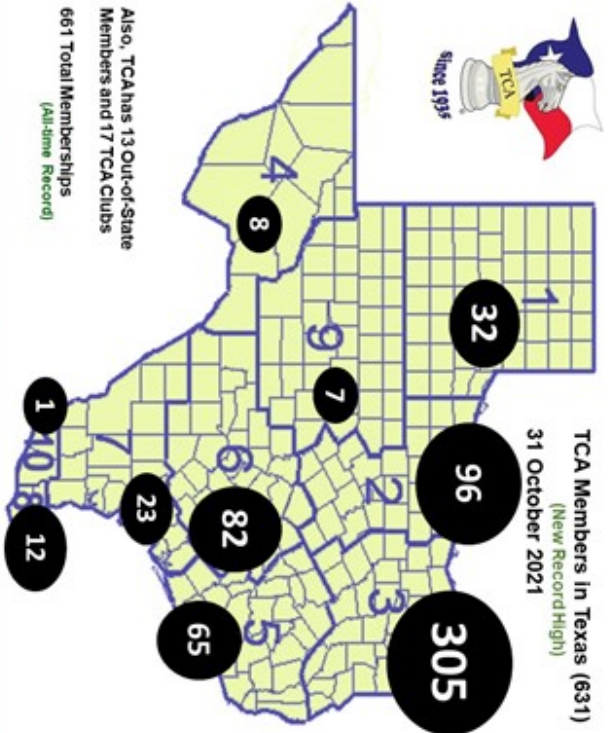 TCA
Since 1935
TCA Members in Texas (631)
(New Record High)
31 October 2021
1
32
96
2
305
3
4
8
9
7
6
82
5
65
7
23
1
10
8
12
Also, TCA has 13 Out-of-State
Members and 17 TCA Clubs
661 Total Memberships
(All-time Record)